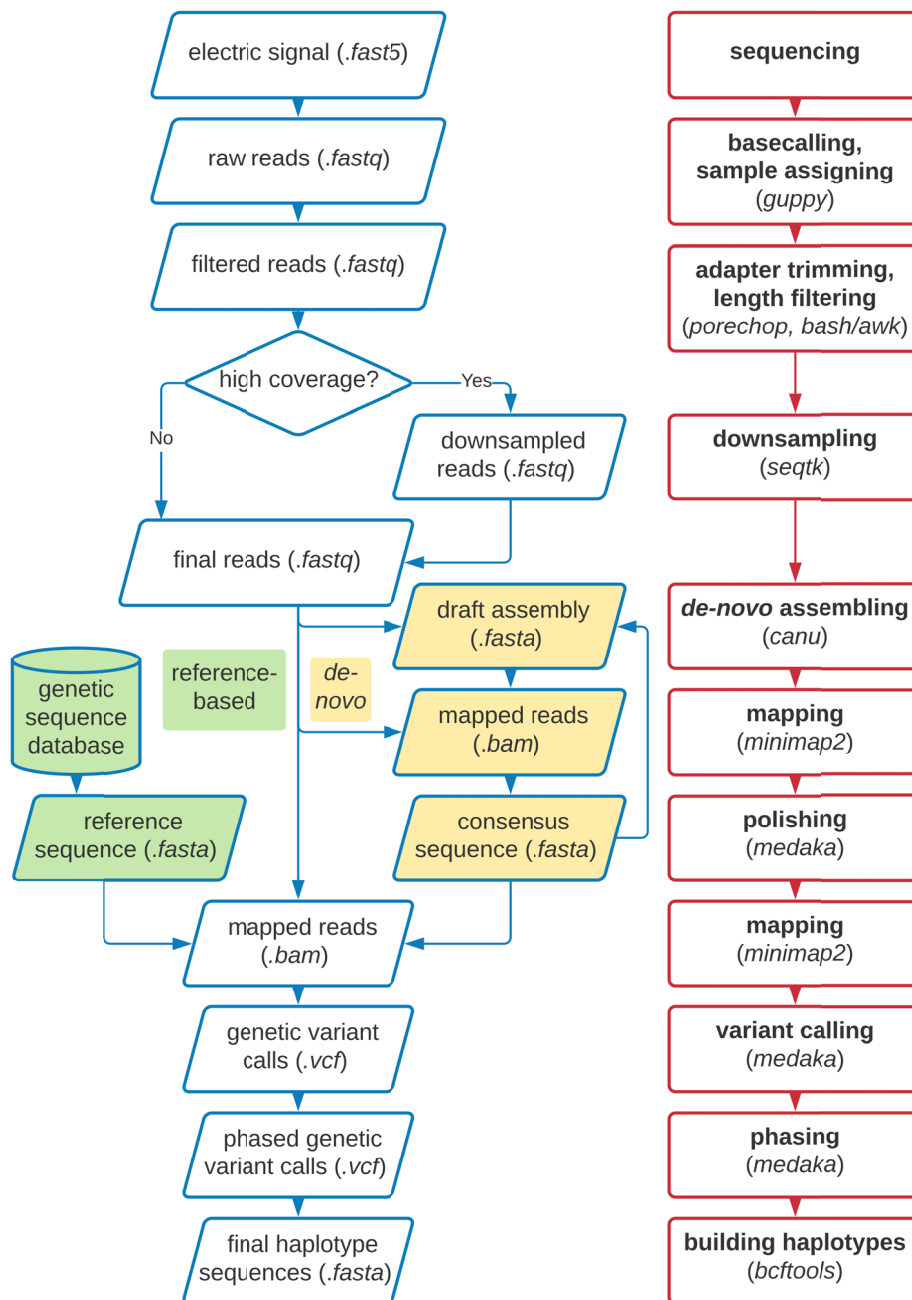 electric signal (.fast5)
raw reads (.fastq)
filtered reads (.fastq)
high coverage?
Yes
No
downsampled
reads (.fastq)
final reads (.fastq)
draft assembly
(.fasta)
reference-
based
de-
novo
genetic
sequence
database
mapped reads
(.bam)
reference
sequence (.fasta)
consensus
sequence (.fasta)
mapped reads
(.bam)
genetic variant
calls (.vcf)
phased genetic
variant calls (.vcf)
final haplotype
sequences (.fasta)
sequencing
basecalling,
sample assigning
(guppy)
adapter trimming,
length filtering
(porechop, bash/awk)
downsampling
(seqtk)
de-novo assembling
(canu)
mapping
(minimap2)
polishing
(medaka)
mapping
(minimap2)
variant calling
(medaka)
phasing
(medaka)
building haplotypes
(bcftools)